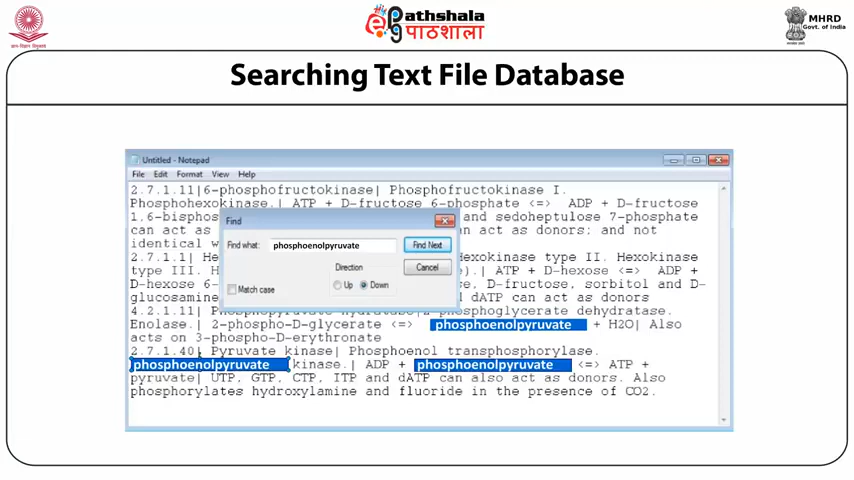 Pathshala
पाठशाला
MHRD
Govt. of India
Searching Text File Database
Untitled - Notepad
File Edit Format View Help
2.7.1.11|6-phosphofructokinase| Phosphofructokinase I.
Phosphohexokinase.| ATP + D-fructose 6-phosphate <=> ADP + D-fructose
1,6-bisphos and sedoheptulose 7-phosphate
can act as an act as donors; and not
identical w
2.7.1.1| He Hexokinase type II. Hexokinase
type III. H .| ATP + D-hexose <=> ADP +
D-hexose 6- , D-fructose, sorbitol and D-
glucosamine d dATP can act as donors
Find
Find what: phosphoenolpyruvate
Find Next
Direction
Cancel
Up Down
Match case
4.2.1.11| Phosphopyruvate hydratase|2-phosphoglycerate dehydratase.
Enolase.| 2-phospho-D-glycerate <=> phosphoenolpyruvate + H2O| Also
acts on 3-phospho-D-erythronate
2.7.1.40| Pyruvate kinase| Phosphoenol transphosphorylase.
phosphoenolpyruvate kinase.| ADP + phosphoenolpyruvate <=> ATP +
pyruvate| UTP, GTP, CTP, ITP and dATP can also act as donors. Also
phosphorylates hydroxylamine and fluoride in the presence of CO2.